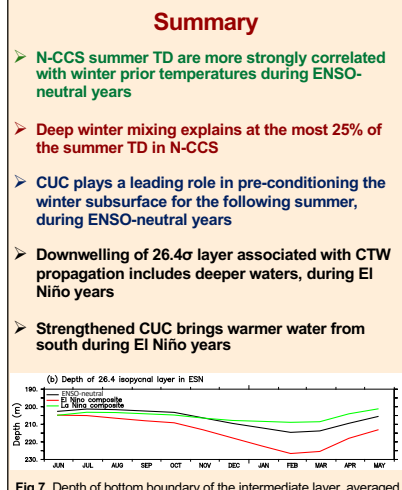 Summary
➢ N-CCS summer TD are more strongly correlated
with winter prior temperatures during ENSO-
neutral years
➢ Deep winter mixing explains at the most 25% of
the summer TD in N-CCS
➢ CUC plays a leading role in pre-conditioning the
winter subsurface for the following summer,
during ENSO-neutral years
➢ Downwelling of 26.4σ layer associated with CTW
propagation includes deeper waters, during El
Niño years
➢ Strengthened CUC brings warmer water from
south during El Niño years
(b) Depth of 26.4 isopycnal layer in ESN
190.
200.
210.
220.
230.
Depth (m)
ENSO-neutral
El Nino composite
La Nina composite
JUN JUL AUG SEP OCT NOV DEC JAN FEB MAR APR MAY
Fig 7. Depth of bottom boundary of the intermediate layer, averaged